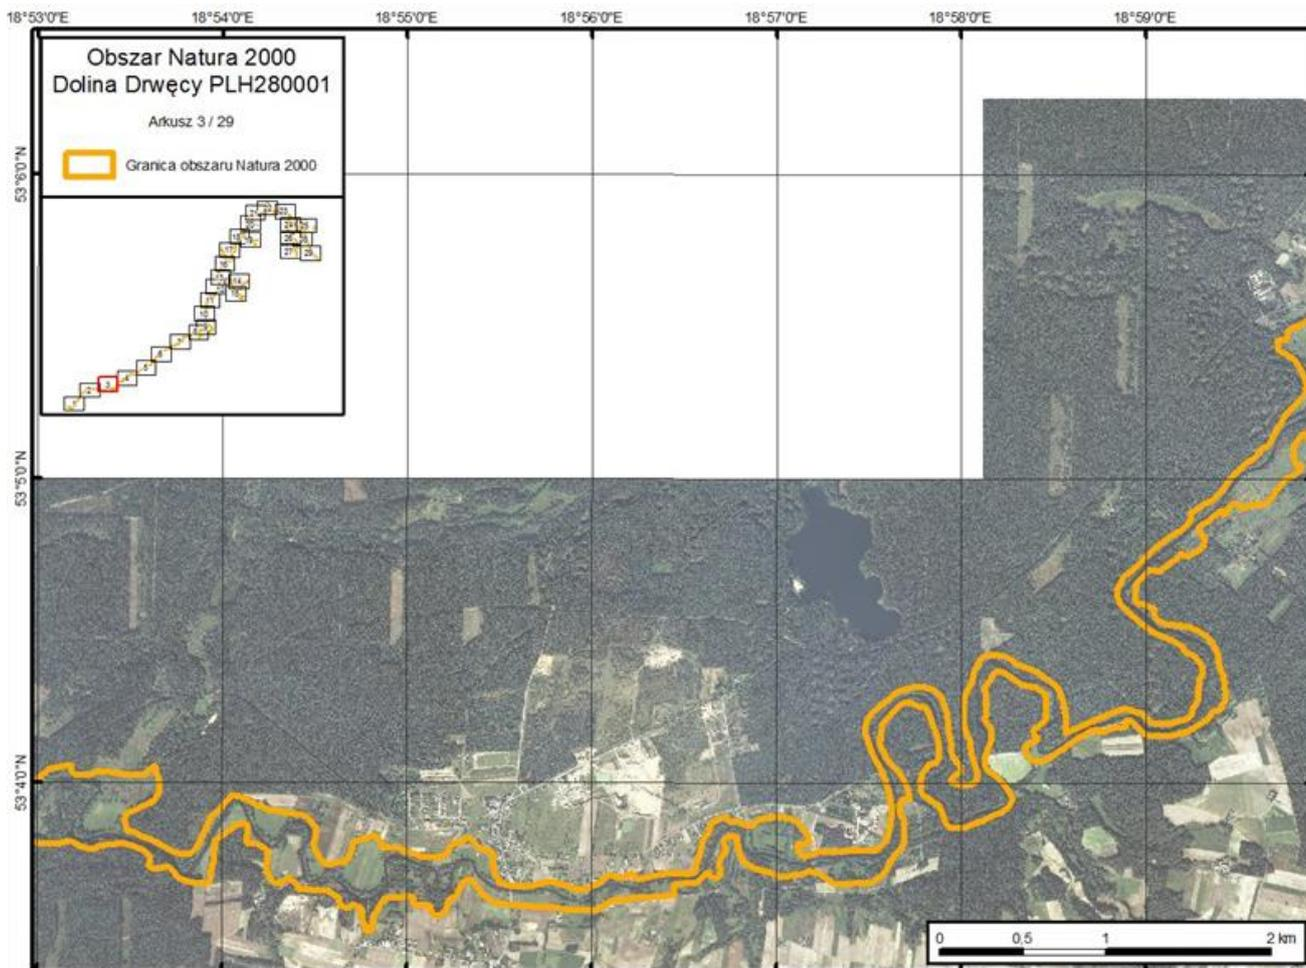 18°53'0"E 18°54'0"E 18°55'0"E 18°56'0"E 18°57'0"E 18°58'0"E 18°59'0"E
Obszar Natura 2000
Dolina Drwęcy PLH280001
Arkusz 3 / 29
Granica obszaru Natura 2000
53°6'0"N
53°5'0"N
53°4'0"N
0 0,5 1 2 km